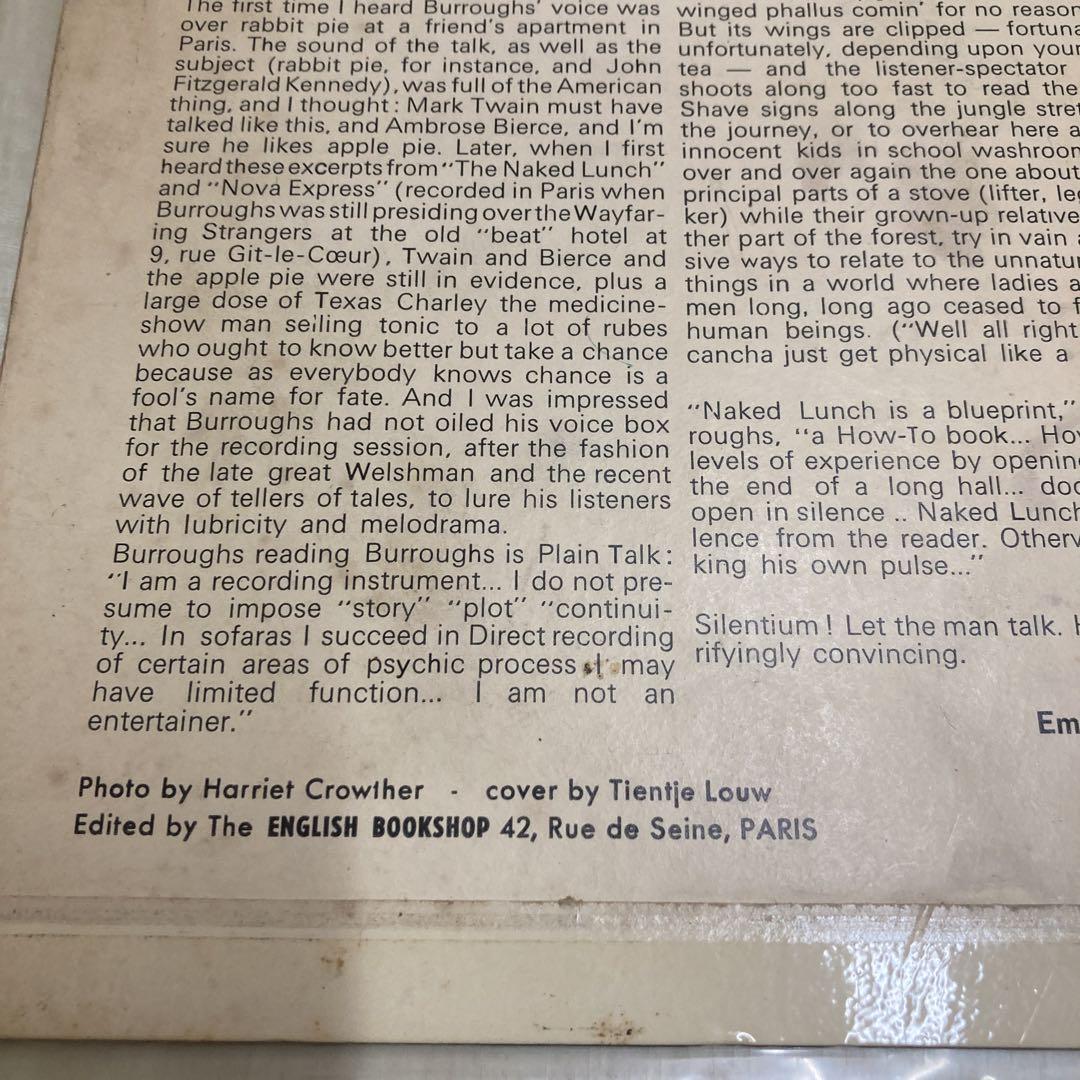 The first time I heard Burroughs' voice was
over rabbit pie at a friend's apartment in
Paris. The sound of the talk, as well as the
subject (rabbit pie, for instance, and John
Fitzgerald Kennedy), was full of the American
thing, and I thought : Mark Twain must have
talked like this, and Ambrose Bierce, and I'm
sure he likes apple pie. Later, when I first
heard these excerpts from "The Naked Lunch"
and "Nova Express" (recorded in Paris when
Burroughs was still presiding over the Wayfar-
ing Strangers at the old "beat" hotel at
9, rue Git-le-Cœur), Twain and Bierce and
the apple pie were still in evidence, plus a
large dose of Texas Charley the medicine-
show man selling tonic to a lot of rubes
who ought to know better but take a chance
because as everybody knows chance is a
fool's name for fate. And I was impressed
that Burroughs had not oiled his voice box
for the recording session, after the fashion
of the late great Welshman and the recent
wave of tellers of tales, to lure his listeners
with lubricity and melodrama.
Burroughs reading Burroughs is Plain Talk :
"I am a recording instrument... I do not pre-
sume to impose "story" "plot" "continui-
ty... In sofaras I succeed in Direct recording
of certain areas of psychic process I may
have limited function... I am not an
entertainer."
winged phallus comin' for no reason
But its wings are clipped —
unfortunately, depending upon your
tea — and the listener-spectator
shoots along too fast to read the
Shave signs along the jungle
the journey, or to overhear here
innocent kids in school
over and over again the one about
principal parts of a stove (lifter,
ker) while their grown-up
ther part of the forest, try in vain
sive ways to relate to the
things in a world where ladies
men long, long ago ceased to
human beings. ("Well all right
cancha just get physical like a
"Naked Lunch is a blueprint,"
roughs, "a How-To book...
levels of experience by
the end of a long hall...
open in silence .. Naked Lunch
lence from the reader.
king his own pulse..."
Silentium ! Let the man talk.
rifyingly convincing.
Photo by Harriet Crowther - cover by Tientje Louw
Edited by The ENGLISH BOOKSHOP 42, Rue de Seine, PARIS